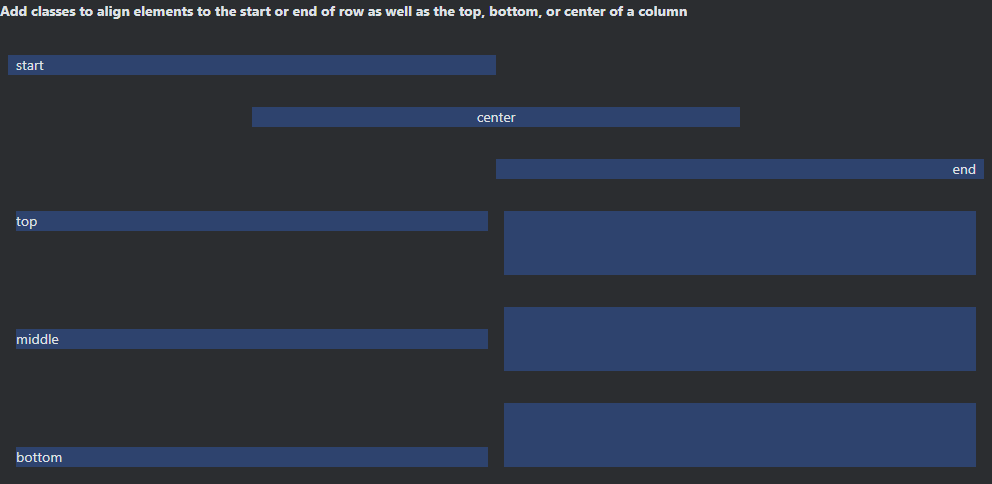 Add classes to align elements to the start or end of row as well as the top, bottom, or center of a column
start
center
end
top
middle
bottom